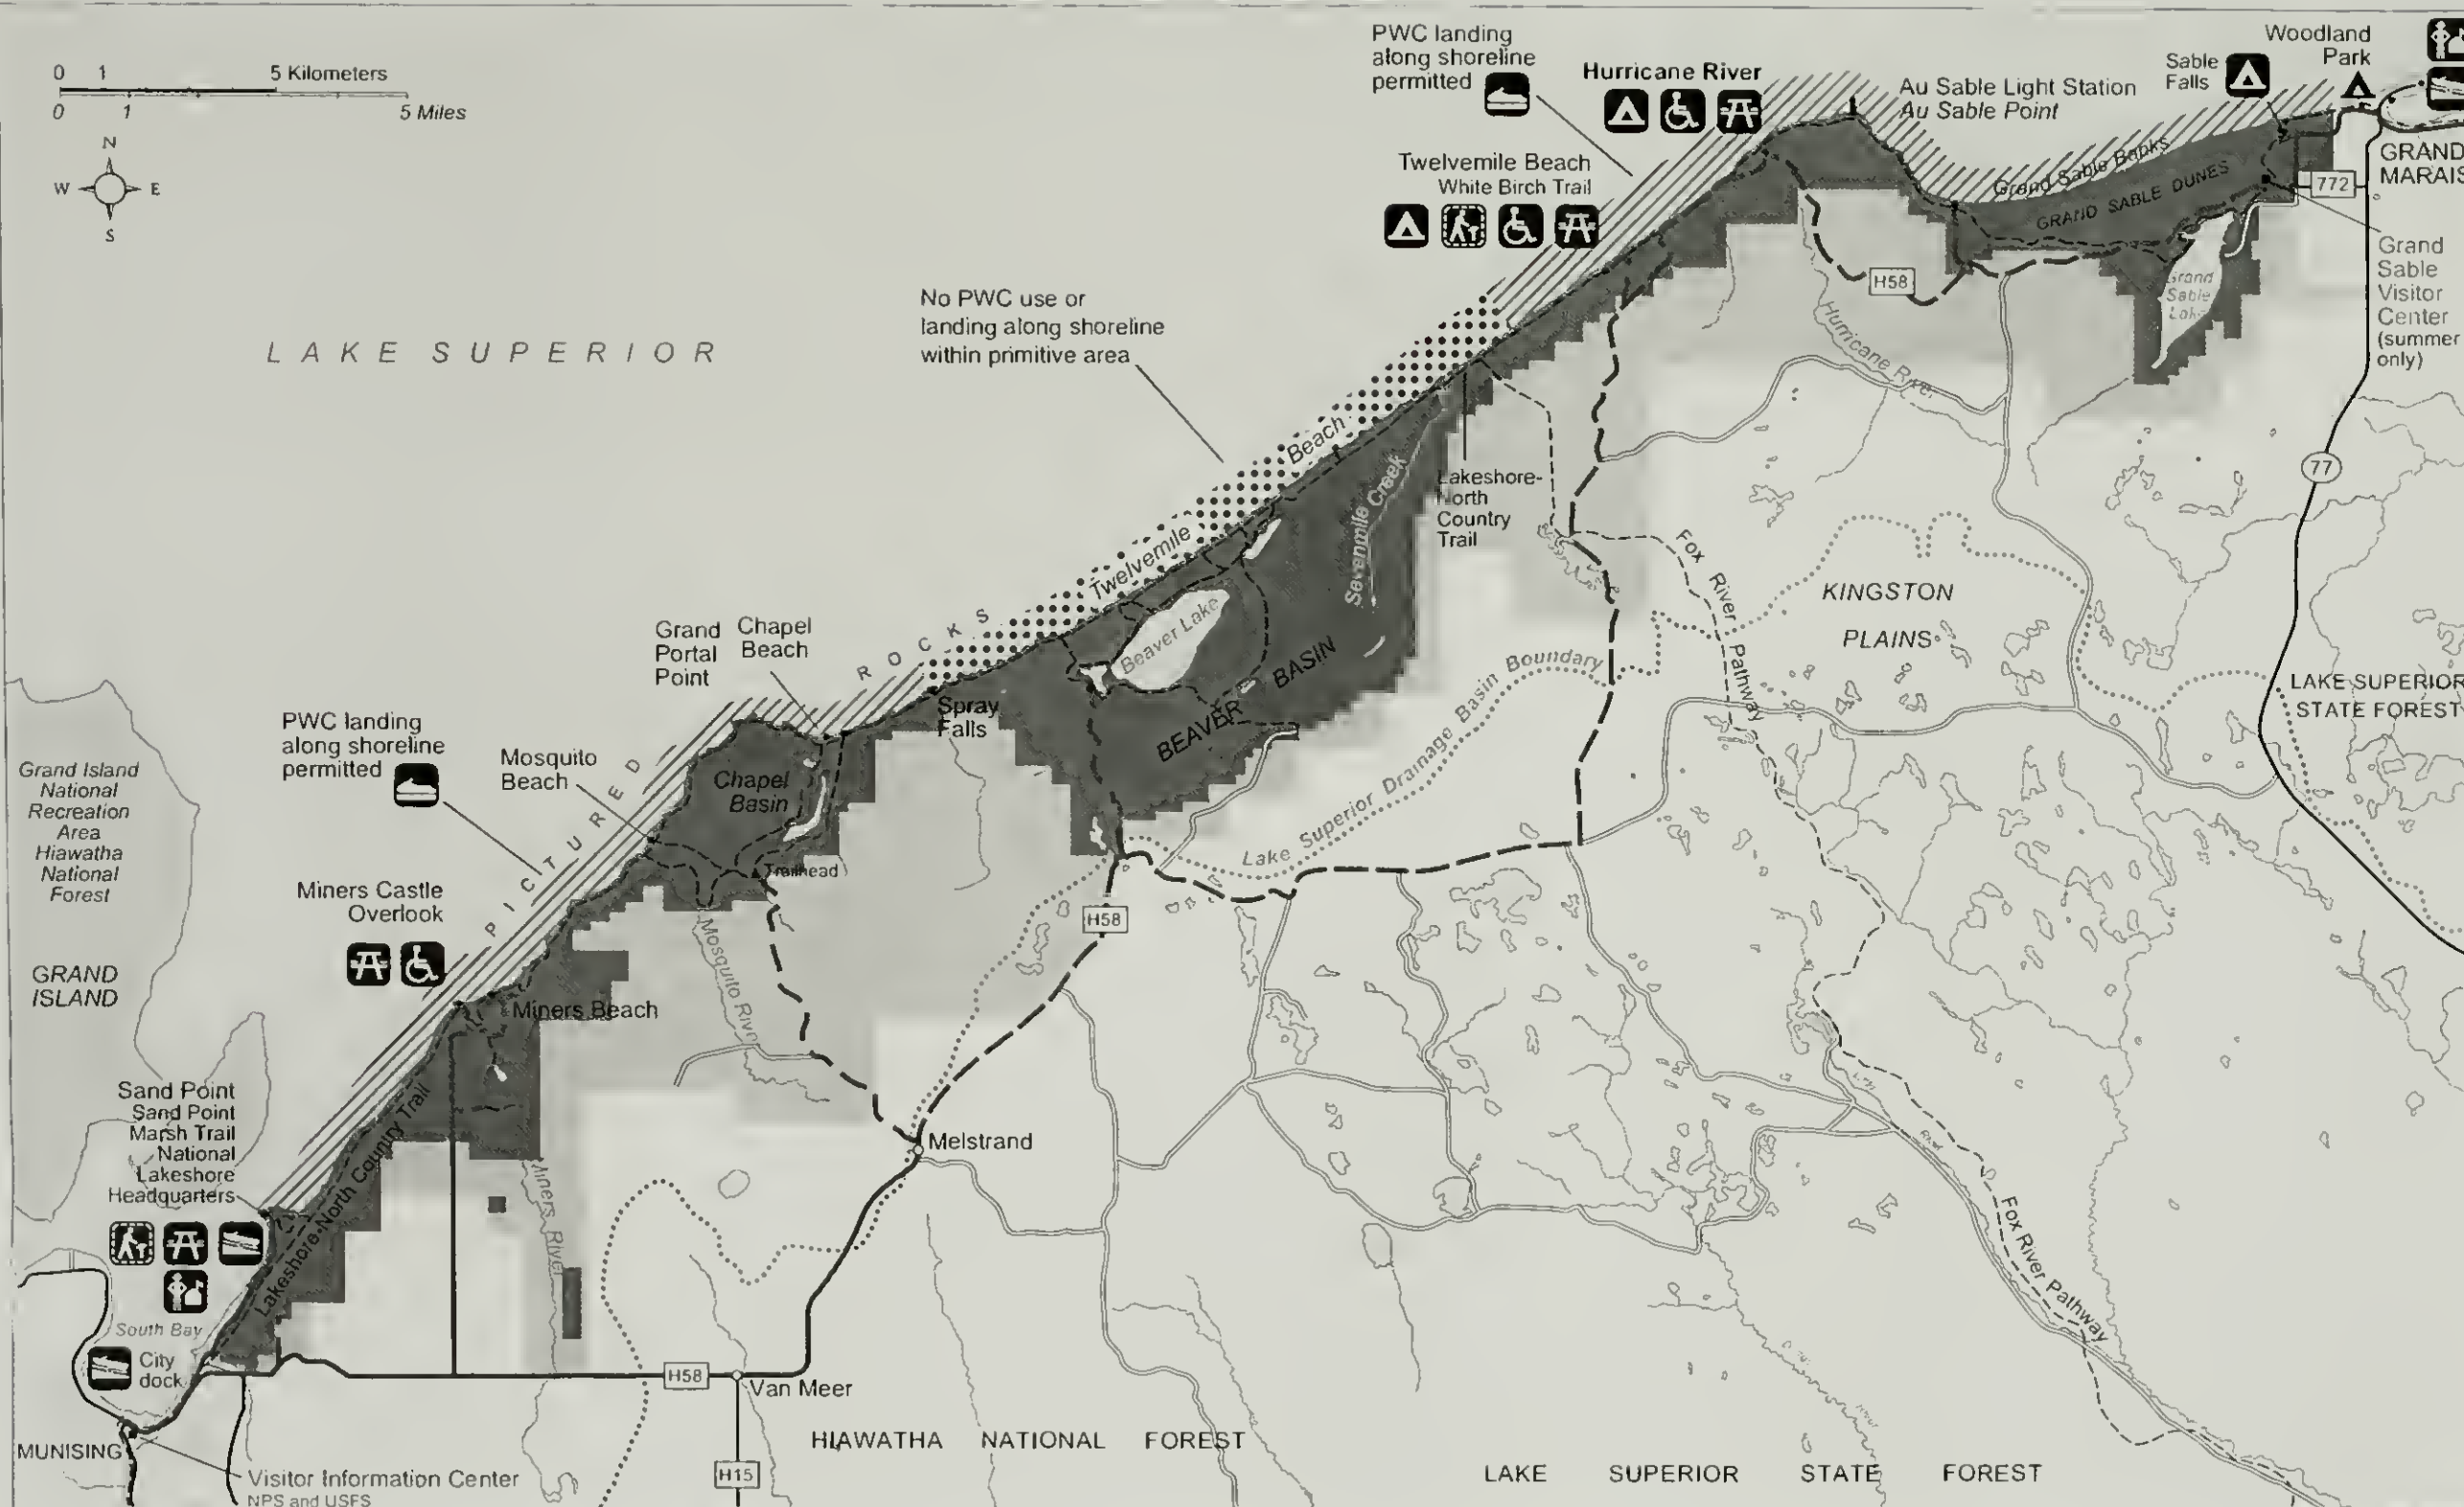 0 1 5 Kilometers
0 1 5 Miles
N
W E
S
LAKE SUPERIOR
PWC landing
along shoreline
permitted
Hurricane River
Twelvemile Beach
White Birch Trail
Au Sable Light Station
Au Sable Point
Sable
Falls
Woodland
Park
GRAND
MARAIS
772
Grand Sable Banks
GRAND SABLE DUNES
Grand
Sable
Lake
Grand
Sable
Visitor
Center
(summer
only)
H58
Hurricane River
77
No PWC use or
landing along shoreline
within primitive area
Twelvemile Beach
Sevenmile Creek
Lakeshore-
North
Country
Trail
Fox River Pathway
KINGSTON
PLAINS
LAKE SUPERIOR
STATE FOREST
Beaver Lake
BEAVER BASIN
Lake Superior Drainage Basin Boundary
Grand
Portal
Point
Chapel
Beach
PICTURED ROCKS
Spray
Falls
PWC landing
along shoreline
permitted
Mosquito
Beach
Chapel
Basin
Trailhead
Grand Island
National
Recreation
Area
Hiawatha
National
Forest
GRAND
ISLAND
Miners Castle
Overlook
Miners Beach
Mosquito River
H58
Melstrand
Sand Point
Sand Point
Marsh Trail
National
Lakeshore
Headquarters
Lakeshore-North Country Trail
Miners River
South Bay
City
dock
H58
Van Meer
MUNISING
Visitor Information Center
NPS and USFS
H15
HIAWATHA NATIONAL FOREST
Fox River Pathway
River
LAKE SUPERIOR STATE FOREST